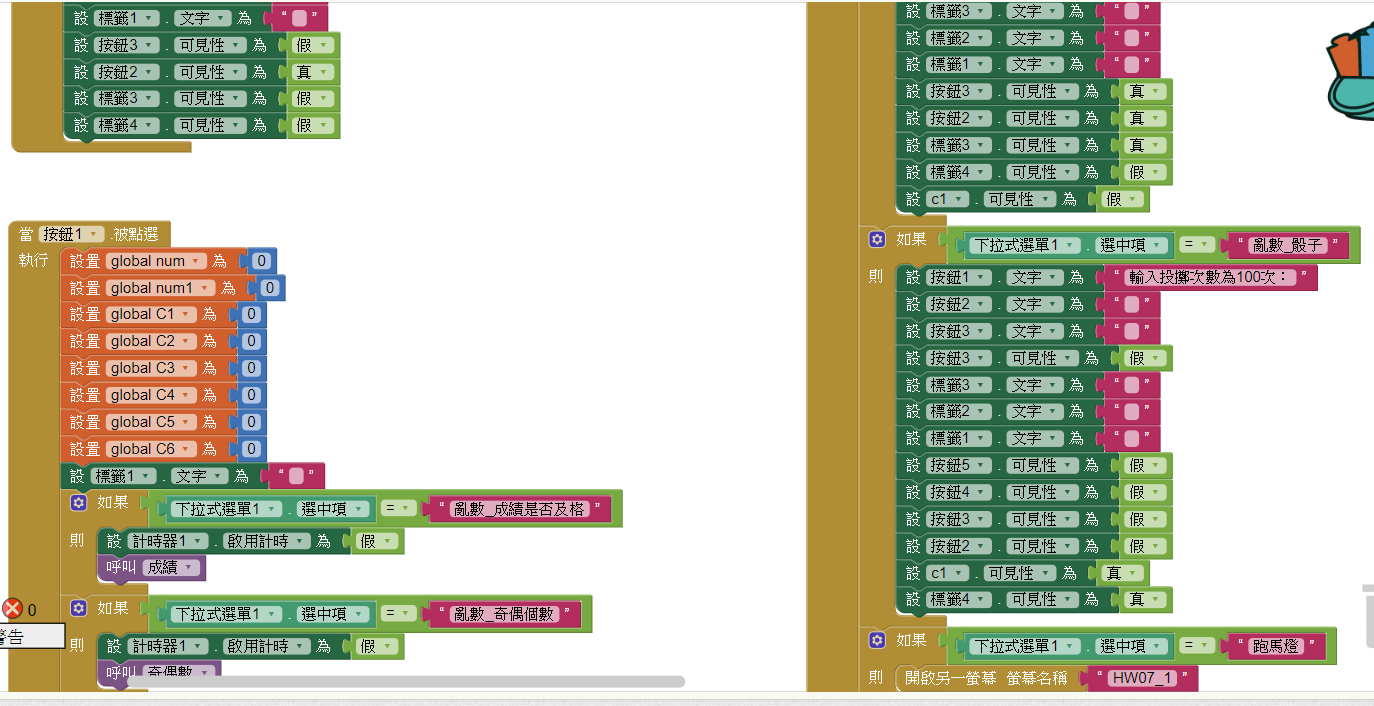 設 標籤1 . 文字 為 “ ”
設 按鈕3 . 可見性 為 假
設 按鈕2 . 可見性 為 真
設 標籤3 . 可見性 為 假
設 標籤4 . 可見性 為 假
當 按鈕1 .被點選
執行 設置 global num 為 0
設置 global num1 為 0
設置 global C1 為 0
設置 global C2 為 0
設置 global C3 為 0
設置 global C4 為 0
設置 global C5 為 0
設置 global C6 為 0
設 標籤1 . 文字 為 “ ”
如果 下拉式選單1 . 選中項 = “ 亂數_成績是否及格 ”
則 設 計時器1 . 啟用計時 為 假
呼叫 成績
如果 下拉式選單1 . 選中項 = “ 亂數_奇偶個數 ”
則 設 計時器1 . 啟用計時 為 假
呼叫 奇偶數
0
警告
設 標籤3 . 文字 為 “ ”
設 標籤2 . 文字 為 “ ”
設 標籤1 . 文字 為 “ ”
設 按鈕3 . 可見性 為 真
設 按鈕2 . 可見性 為 真
設 標籤3 . 可見性 為 真
設 標籤4 . 可見性 為 假
設 c1 . 可見性 為 假
如果 下拉式選單1 . 選中項 = “ 亂數_骰子 ”
則 設 按鈕1 . 文字 為 “ 輸入投擲次數為100次： ”
設 按鈕2 . 文字 為 “ ”
設 按鈕3 . 文字 為 “ ”
設 按鈕3 . 可見性 為 假
設 標籤3 . 文字 為 “ ”
設 標籤2 . 文字 為 “ ”
設 標籤1 . 文字 為 “ ”
設 按鈕5 . 可見性 為 假
設 按鈕4 . 可見性 為 假
設 按鈕3 . 可見性 為 假
設 按鈕2 . 可見性 為 假
設 c1 . 可見性 為 真
設 標籤4 . 可見性 為 真
如果 下拉式選單1 . 選中項 = “ 跑馬燈 ”
則 開啟另一螢幕 螢幕名稱 “ HW07_1 ”